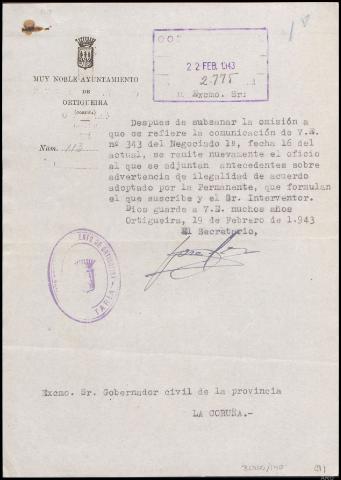 22 FEB. 1943
2.775
MUY NOBLE AYUNTAMIENTO
DE
ORTIGUEIRA
(CORUÑA)
Núm. 113
Excmo. Sr:
Despues de subsanar la omisión a
que se refiere la comunicación de V.E.
nº 343 del Negociado 1º, fecha 16 del
actual, se remite nuevamente el oficio
al que se adjuntan antecedentes sobre
advertencia de ilegalidad de acuerdo
adoptado por la Permanente, que formulan
el que suscribe y el Sr. Interventor.
Dios guarde a V.E. muchos años
Ortigueira, 19 de Febrero de 1.943
El Secretario,
Excmo. Sr. Gobernador civil de la provincia
LA CORUÑA.-